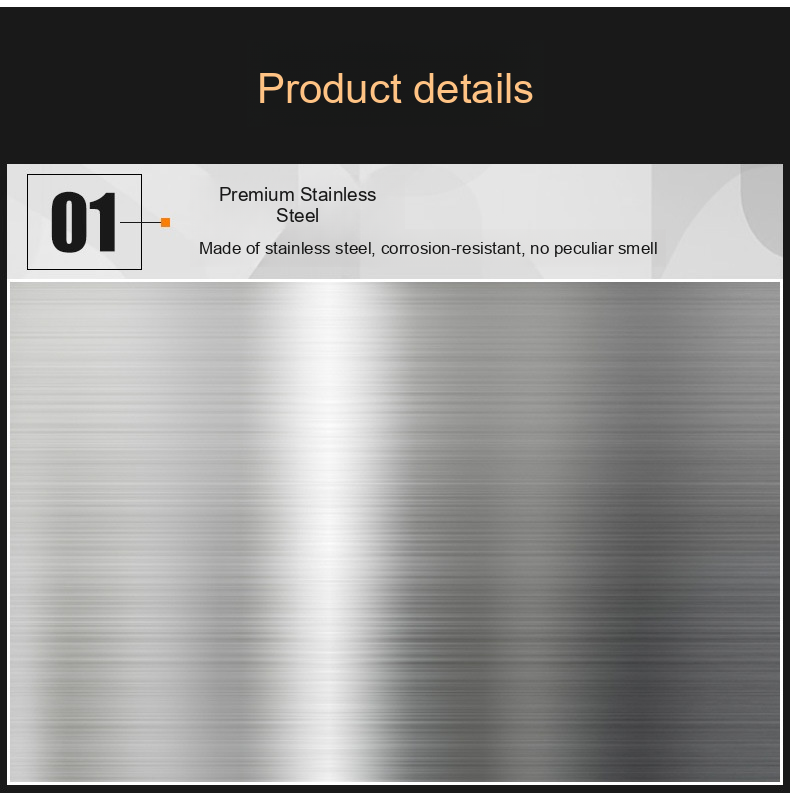 Product details
01
Premium Stainless
Steel
Made of stainless steel, corrosion-resistant, no peculiar smell